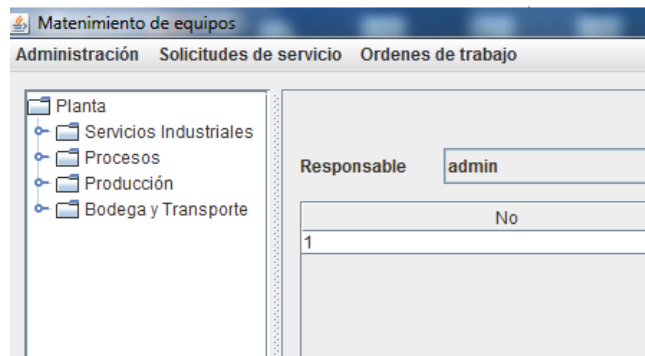 Matenimiento de equipos
Administración Solicitudes de servicio Ordenes de trabajo
Planta
Servicios Industriales
Procesos
Producción
Bodega y Transporte
Responsable admin
No
1